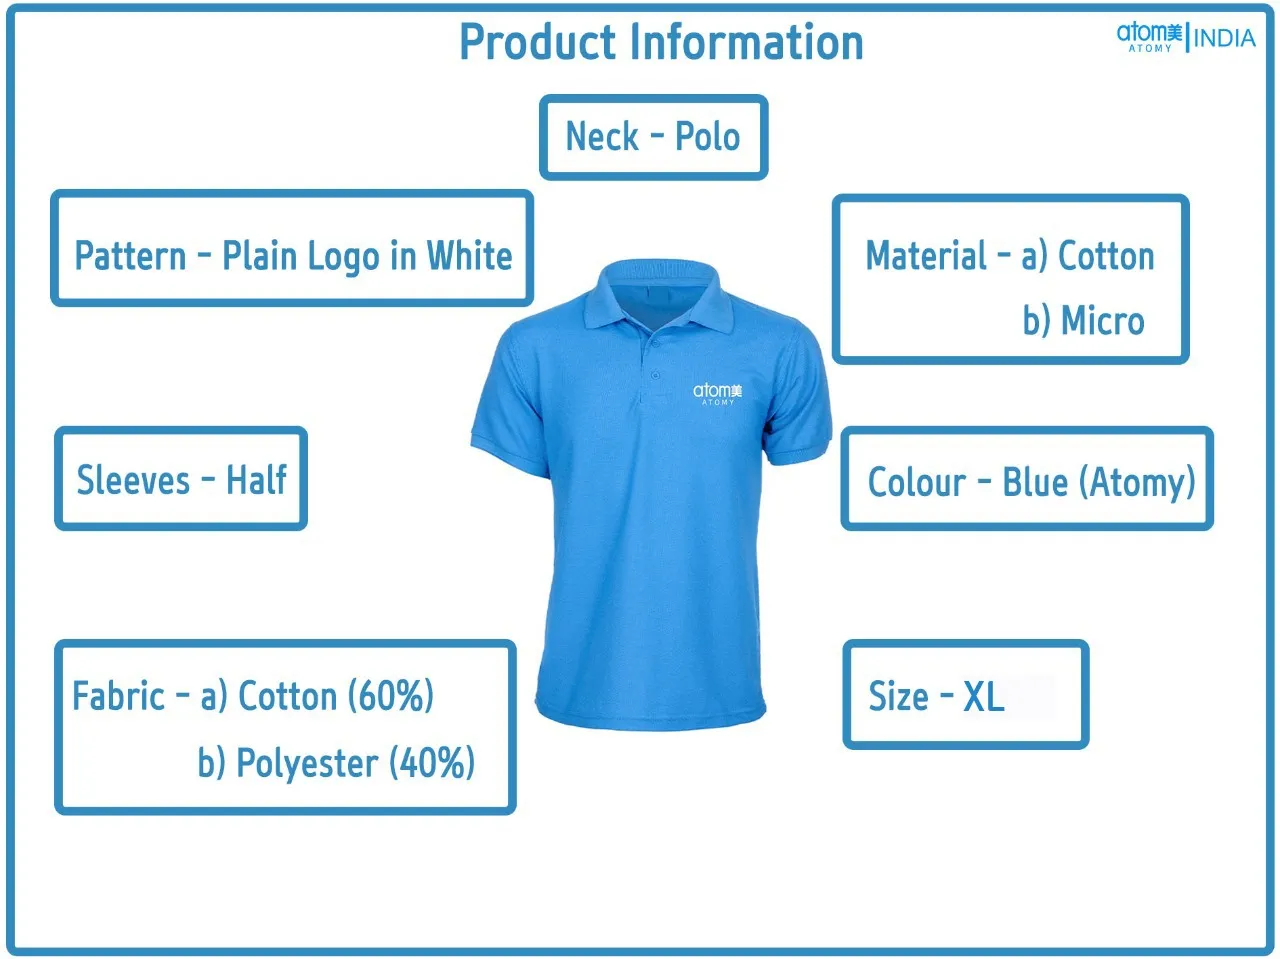 Product Information
atom美
ATOMY
INDIA
Neck - Polo
Pattern - Plain Logo in White
Material - a) Cotton
b) Micro
atom美
ATOMY
Sleeves - Half
Colour - Blue (Atomy)
Fabric - a) Cotton (60%)
b) Polyester (40%)
Size - XL